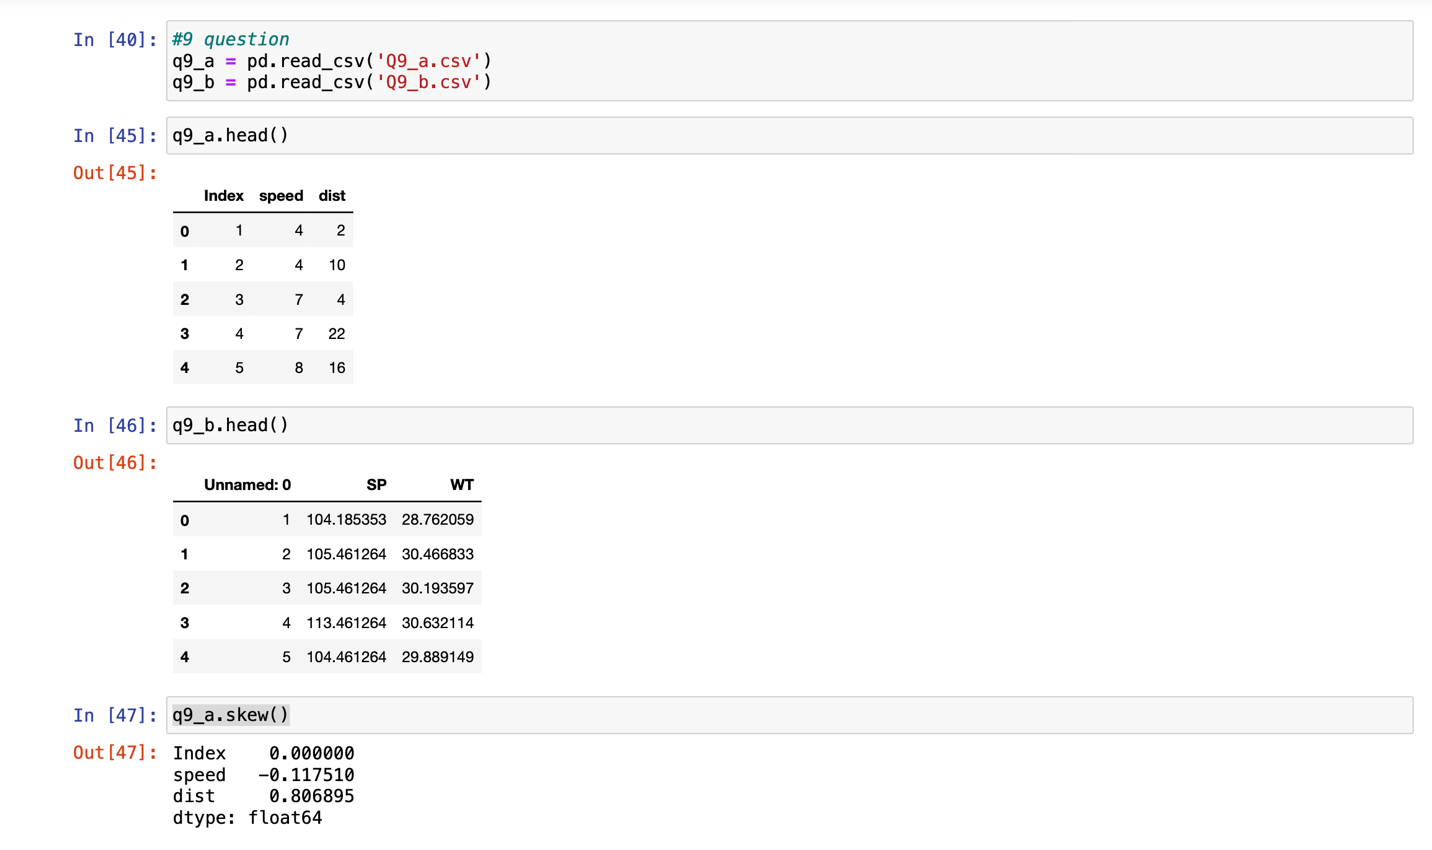 In [40]: #9 question
q9_a = pd.read_csv('Q9_a.csv')
q9_b = pd.read_csv('Q9_b.csv')
In [45]: q9_a.head()
Out[45]:
Index speed dist
0 1 4 2
1 2 4 10
2 3 7 4
3 4 7 22
4 5 8 16
In [46]: q9_b.head()
Out[46]:
Unnamed: 0 SP WT
0 1 104.185353 28.762059
1 2 105.461264 30.466833
2 3 105.461264 30.193597
3 4 113.461264 30.632114
4 5 104.461264 29.889149
In [47]: q9_a.skew()
Out[47]: Index 0.000000
speed -0.117510
dist 0.806895
dtype: float64